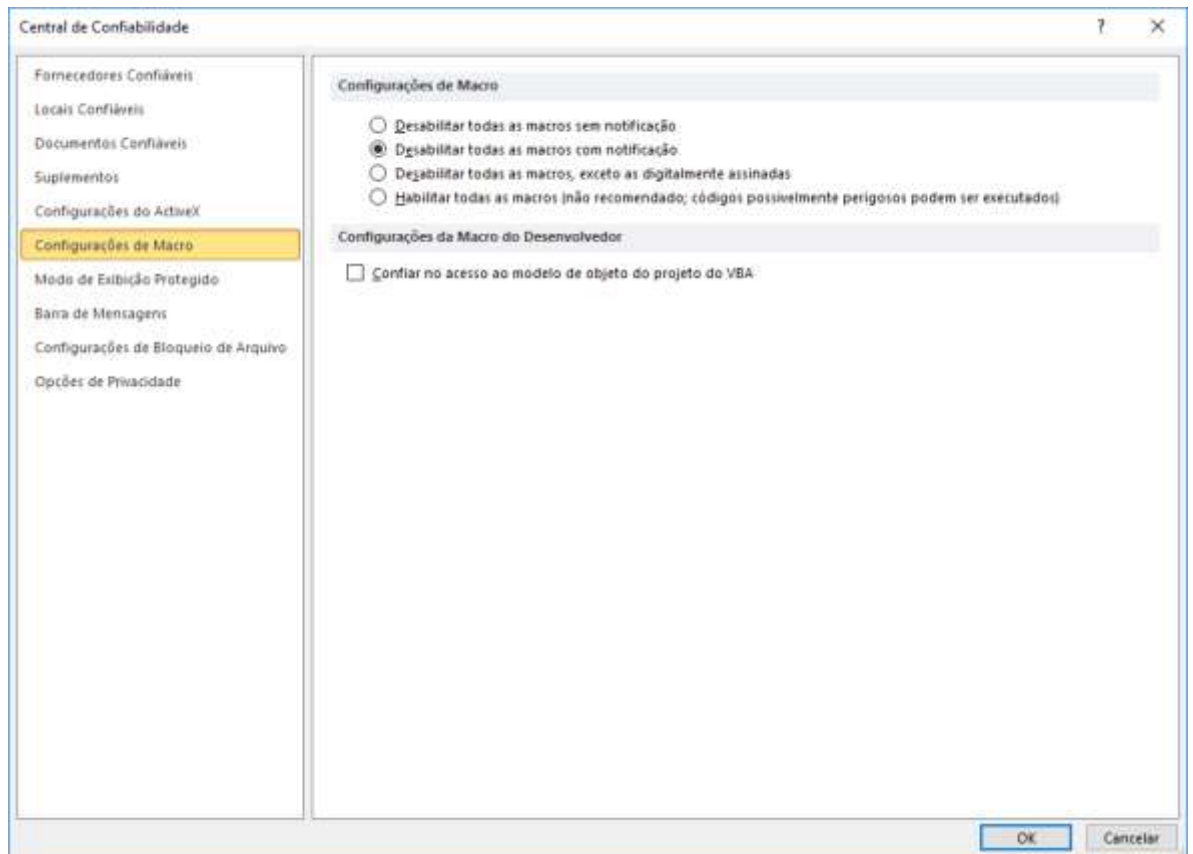 Central de Confiabilidade
?
Fornecedores Confiáveis
Locais Confiáveis
Documentos Confiáveis
Suplementos
Configurações do ActiveX
Configurações de Macro
Modo de Exibição Protegido
Barra de Mensagens
Configurações de Bloqueio de Arquivo
Opções de Privacidade
Configurações de Macro
Desabilitar todas as macros sem notificação
Desabilitar todas as macros com notificação
Desabilitar todas as macros, exceto as digitalmente assinadas
Habilitar todas as macros (não recomendado; códigos possivelmente perigosos podem ser executados)
Configurações da Macro do Desenvolvedor
Confiar no acesso ao modelo de objeto do projeto do VBA
OK
Cancelar